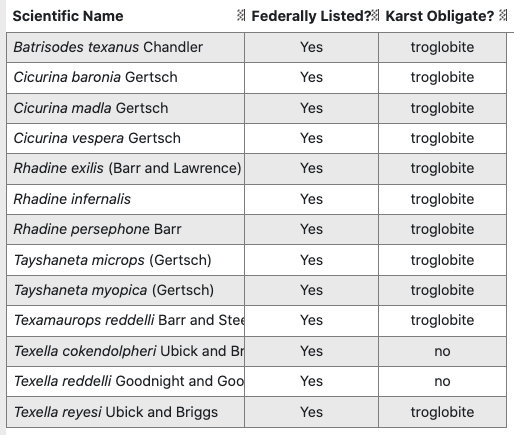 Scientific Name Federally Listed? Karst Obligate?
Batrisodes texanus Chandler Yes troglobite
Cicurina baronia Gertsch Yes troglobite
Cicurina madla Gertsch Yes troglobite
Cicurina vespera Gertsch Yes troglobite
Rhadine exilis (Barr and Lawrence) Yes troglobite
Rhadine infernalis Yes troglobite
Rhadine persephone Barr Yes troglobite
Tayshaneta microps (Gertsch) Yes troglobite
Tayshaneta myopica (Gertsch) Yes troglobite
Texamaurops reddelli Barr and Stee Yes troglobite
Texella cokendolpheri Ubick and Br Yes no
Texella reddelli Goodnight and Goo Yes no
Texella reyesi Ubick and Briggs Yes troglobite